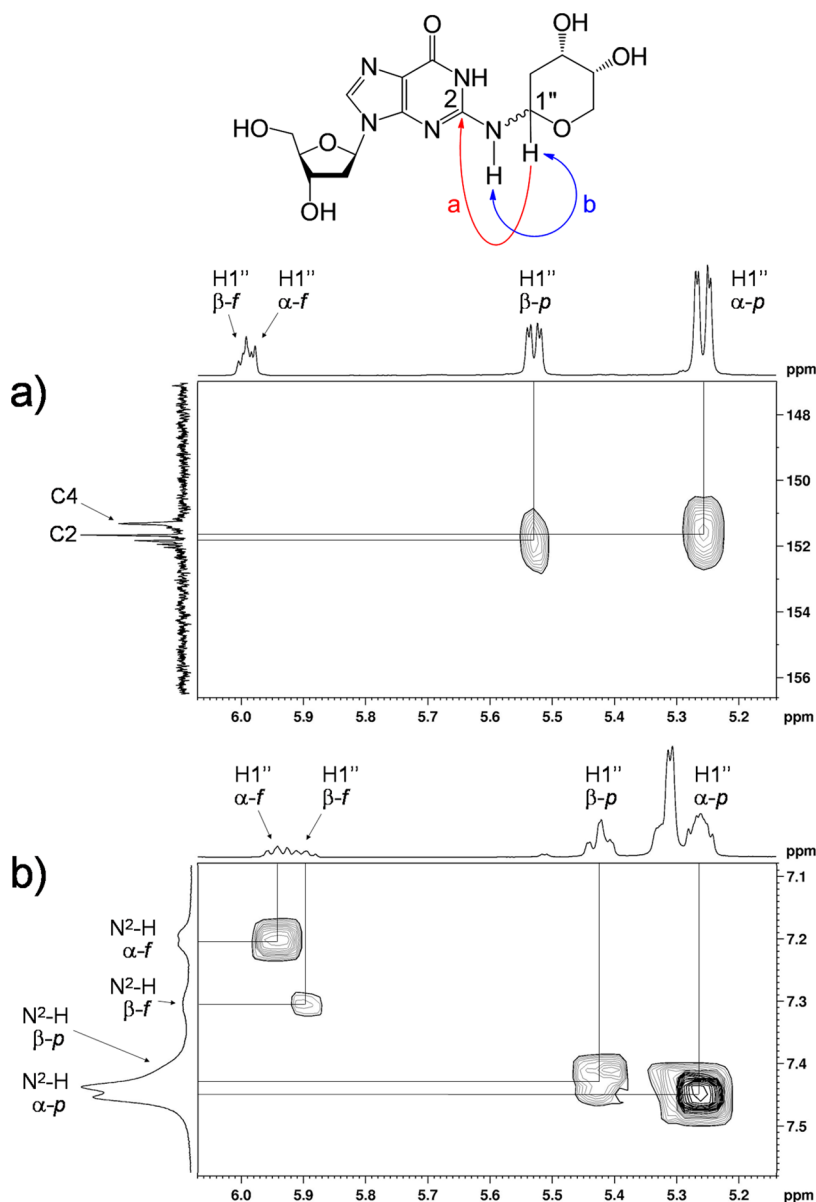 O
OH
OH
N
NH
2
1"
N
N
N
O
HO
O
H
H
OH
a
b
H1''
H1''
H1''
H1''
β-f
α-f
β-p
α-p
ppm
a)
148
150
C4
C2
152
154
156
6.0 5.9 5.8 5.7 5.6 5.5 5.4 5.3 5.2 ppm
H1''
H1''
H1''
H1''
α-f
β-f
β-p
α-p
ppm
b)
7.1
N²-H
α-f
7.2
N²-H
β-f
7.3
N²-H
β-p
7.4
N²-H
α-p
7.5
6.0 5.9 5.8 5.7 5.6 5.5 5.4 5.3 5.2 ppm